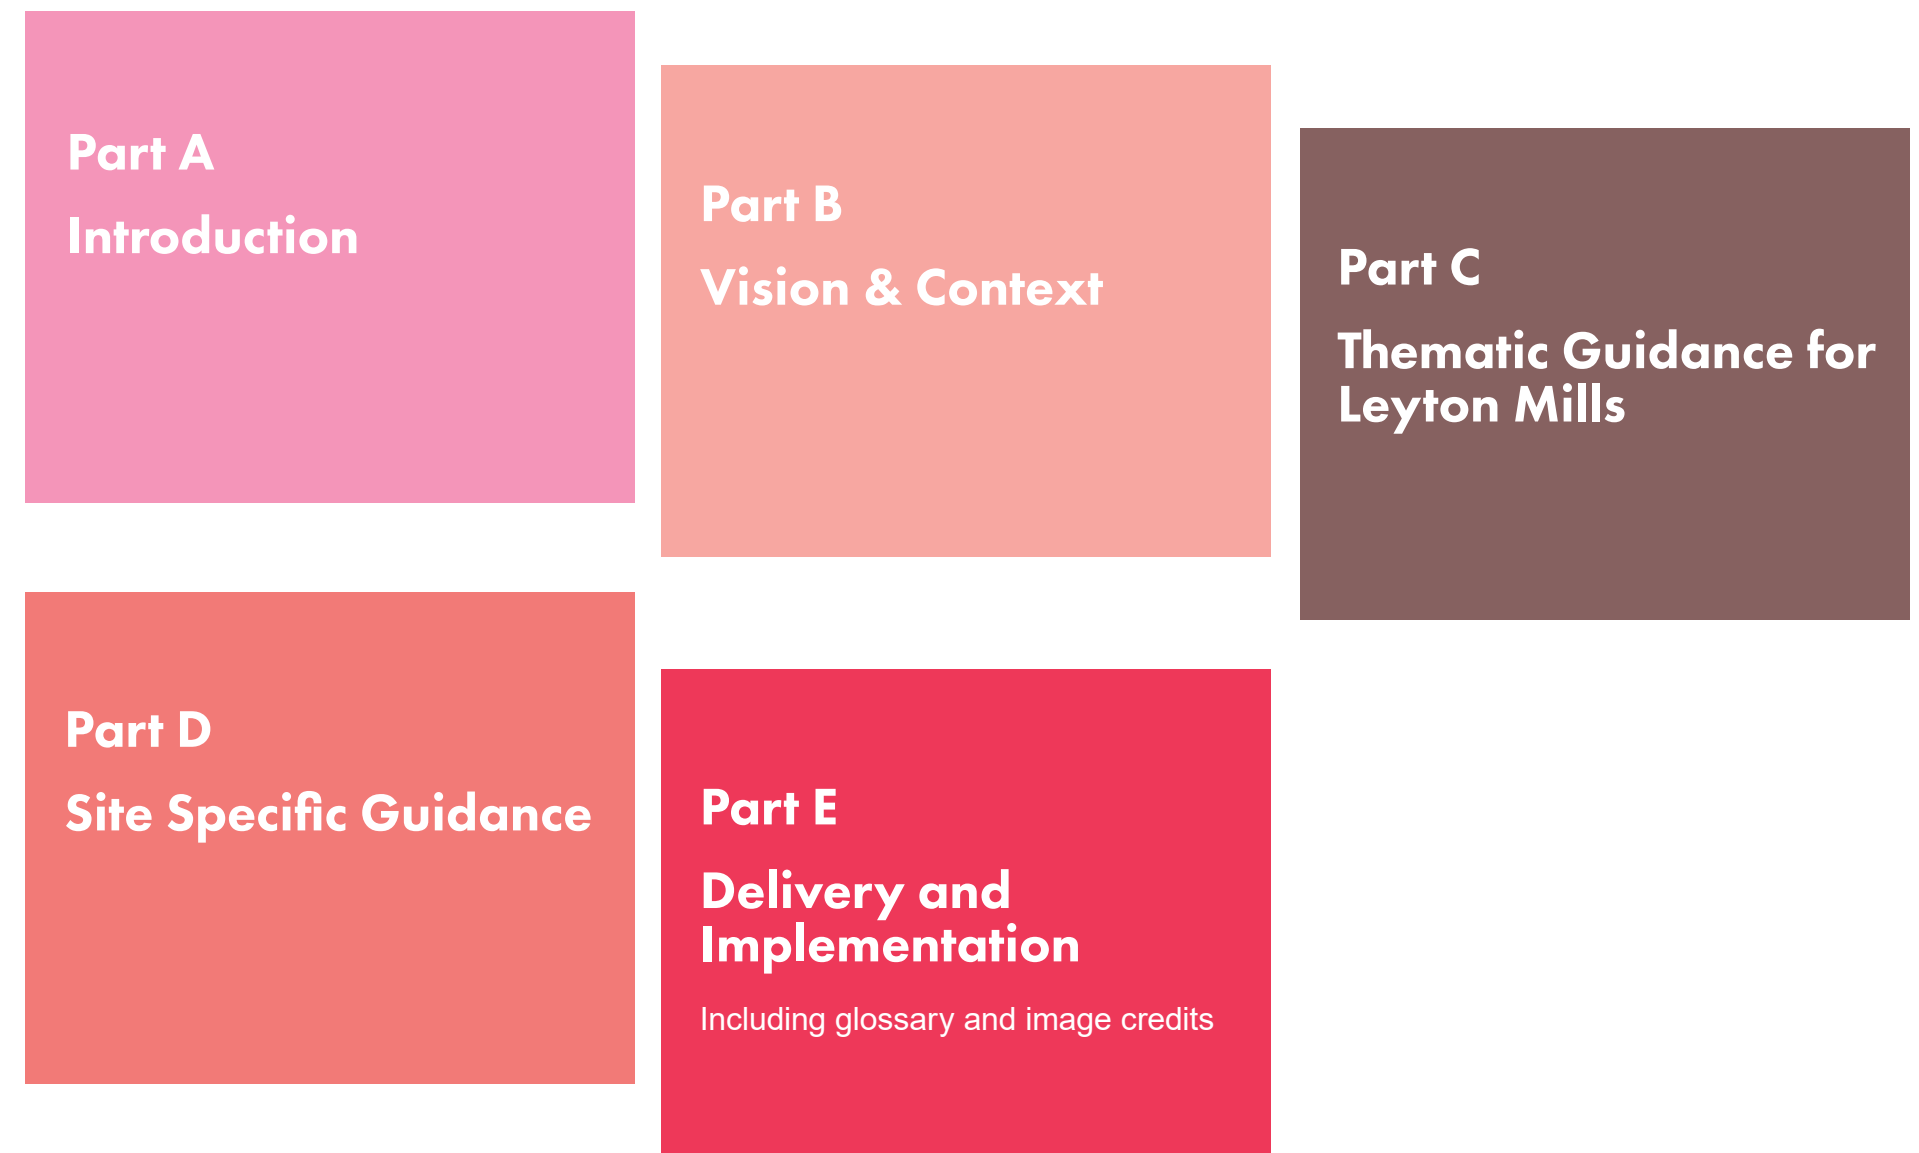 Part A
Introduction
Part B
Vision & Context
Part C
Thematic Guidance for
Leyton Mills
Part D
Site Specific Guidance
Part E
Delivery and
Implementation
Including glossary and image credits